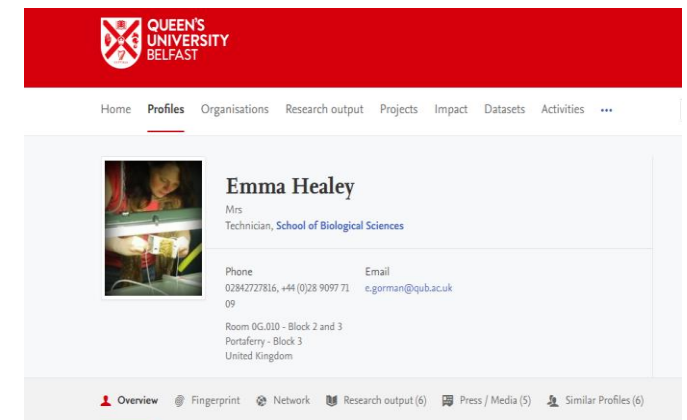 QUEEN'S
UNIVERSITY
BELFAST
Home Profiles Organisations Research output Projects Impact Datasets Activities •••
Emma Healey
Mrs
Technician, School of Biological Sciences
Phone Email
02842727816, +44 (0)28 9097 71 e.gorman@qub.ac.uk
09
Room 0G.010 - Block 2 and 3
Portaferry - Block 3
United Kingdom
Overview Fingerprint Network Research output (6) Press / Media (5) Similar Profiles (6)